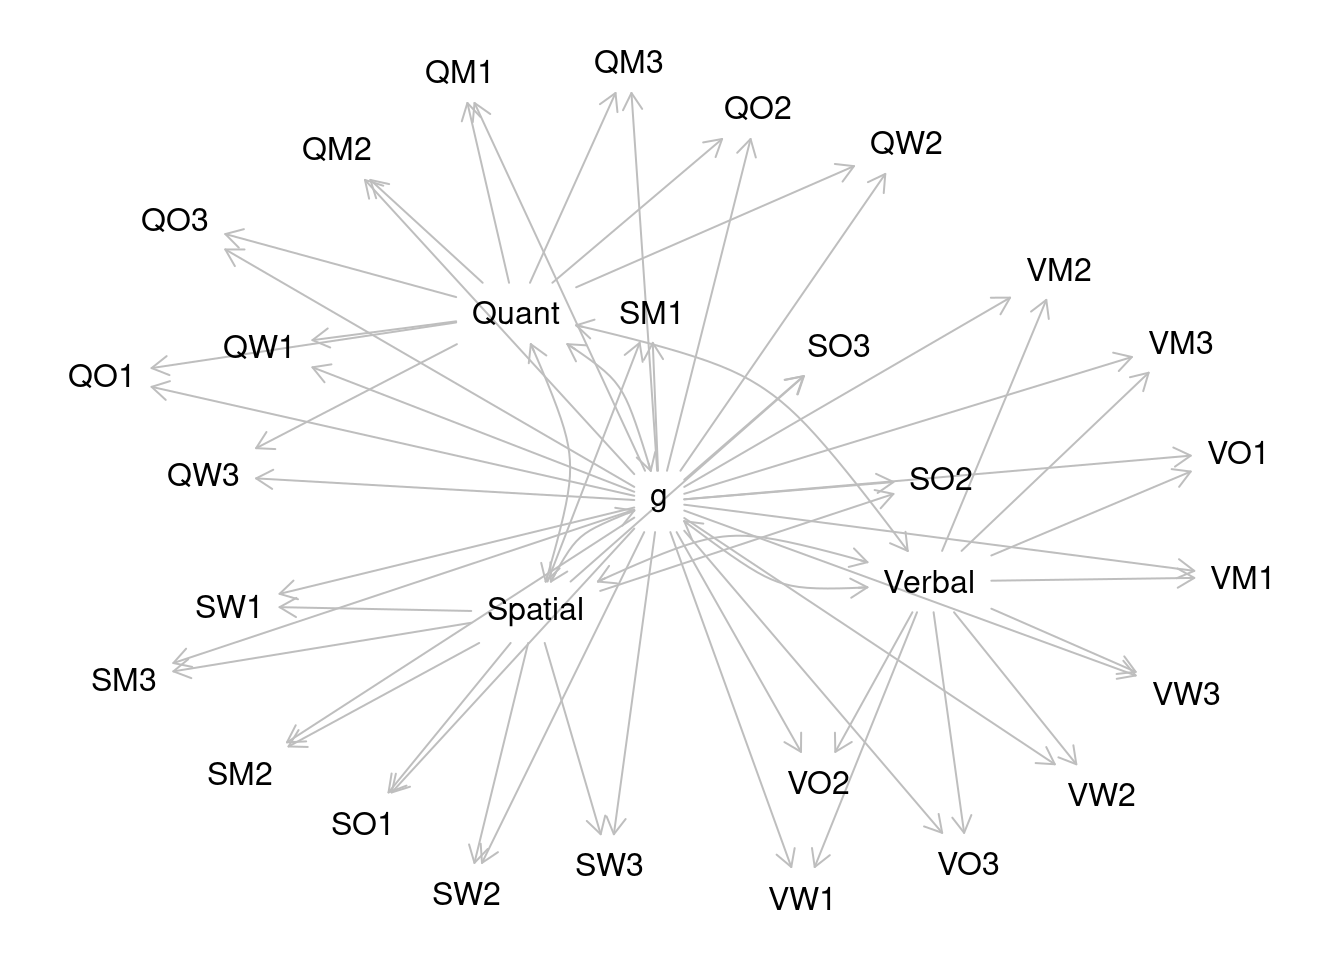 QM3
QM1
QO2
QW2
QM2
QO3
VM2
Quant
SM1
VM3
QW1
SO3
QO1
VO1
QW3
SO2
g
VM1
Verbal
SW1
Spatial
SM3
VW3
SM2
VO2
VW2
SO1
SW3
VO3
SW2
VW1